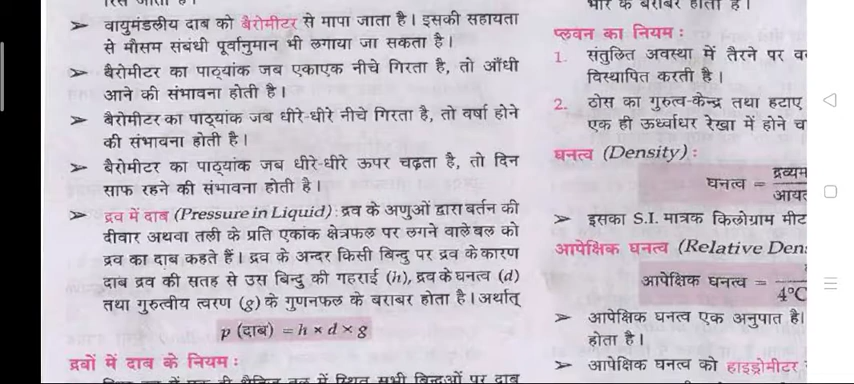 ➤ वायुमंडलीय दाब को बैरोमीटर से मापा जाता है। इसकी सहायता
से मौसम संबंधी पूर्वानुमान भी लगाया जा सकता है।
➤ बैरोमीटर का पाठ्यांक जब एकाएक नीचे गिरता है, तो आँधी
आने की संभावना होती है।
➤ बैरोमीटर का पाठ्यांक जब धीरे-धीरे नीचे गिरता है, तो वर्षा होने
की संभावना होती है।
➤ बैरोमीटर का पाठ्यांक जब धीरे-धीरे ऊपर चढ़ता है, तो दिन
साफ रहने की संभावना होती है।
➤ द्रव में दाब (Pressure in Liquid) : द्रव के अणुओं द्वारा बर्तन की
दीवार अथवा तली के प्रति एकांक क्षेत्रफल पर लगने वाले बल को
द्रव का दाब कहते हैं। द्रव के अन्दर किसी बिन्दु पर द्रव के कारण
दाब द्रव की सतह से उस बिन्दु की गहराई (h), द्रव के घनत्व (d)
तथा गुरुत्वीय त्वरण (g) के गुणनफल के बराबर होता है। अर्थात्
p (दाब) = h × d × g
द्रवों में दाब के नियम :
में स्थित सभी बिन्दुओं पर दाब
भार के बराबर होता है।
प्लवन का नियम :
1. संतुलित अवस्था में तैरने पर
विस्थापित करती है।
2. ठोस का गुरुत्व-केन्द्र तथा हटाए
एक ही ऊर्ध्वाधर रेखा में होने
घनत्व (Density) :
घनत्व =
➤ इसका S.I. मात्रक किलोग्राम
आपेक्षिक घनत्व (Relative Den
आपेक्षिक घनत्व =
4°C
➤ आपेक्षिक घनत्व एक अनुपात है।
होता है।
➤ आपेक्षिक घनत्व को हाइड्रोमीटर